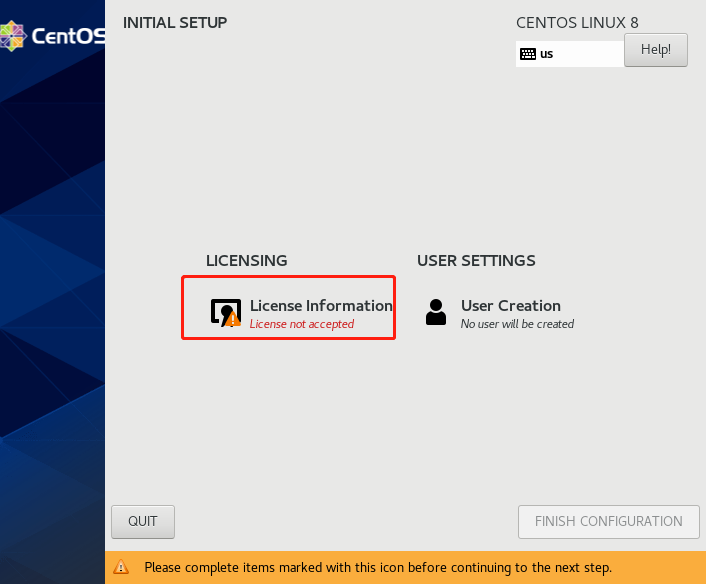 INITIAL SETUP
CENTOS LINUX 8
CentOS
us
Help!
LICENSING
License Information
License not accepted
USER SETTINGS
User Creation
No user will be created
QUIT
FINISH CONFIGURATION
Please complete items marked with this icon before continuing to the next step.